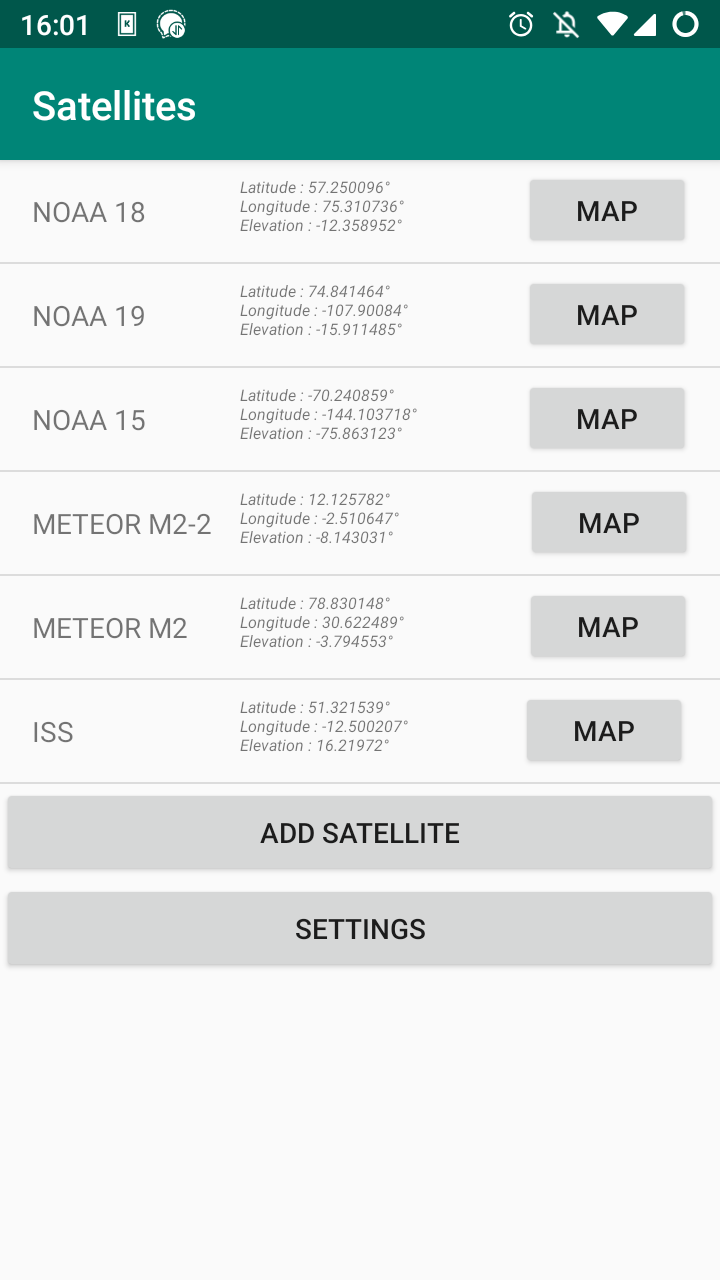 16:01
Satellites
NOAA 18
Latitude : 57.250096°
Longitude : 75.310736°
Elevation : -12.358952°
MAP
NOAA 19
Latitude : 74.841464°
Longitude : -107.90084°
Elevation : -15.911485°
MAP
NOAA 15
Latitude : -70.240859°
Longitude : -144.103718°
Elevation : -75.863123°
MAP
METEOR M2-2
Latitude : 12.125782°
Longitude : -2.510647°
Elevation : -8.143031°
MAP
METEOR M2
Latitude : 78.830148°
Longitude : 30.622489°
Elevation : -3.794553°
MAP
ISS
Latitude : 51.321539°
Longitude : -12.500207°
Elevation : 16.21972°
MAP
ADD SATELLITE
SETTINGS